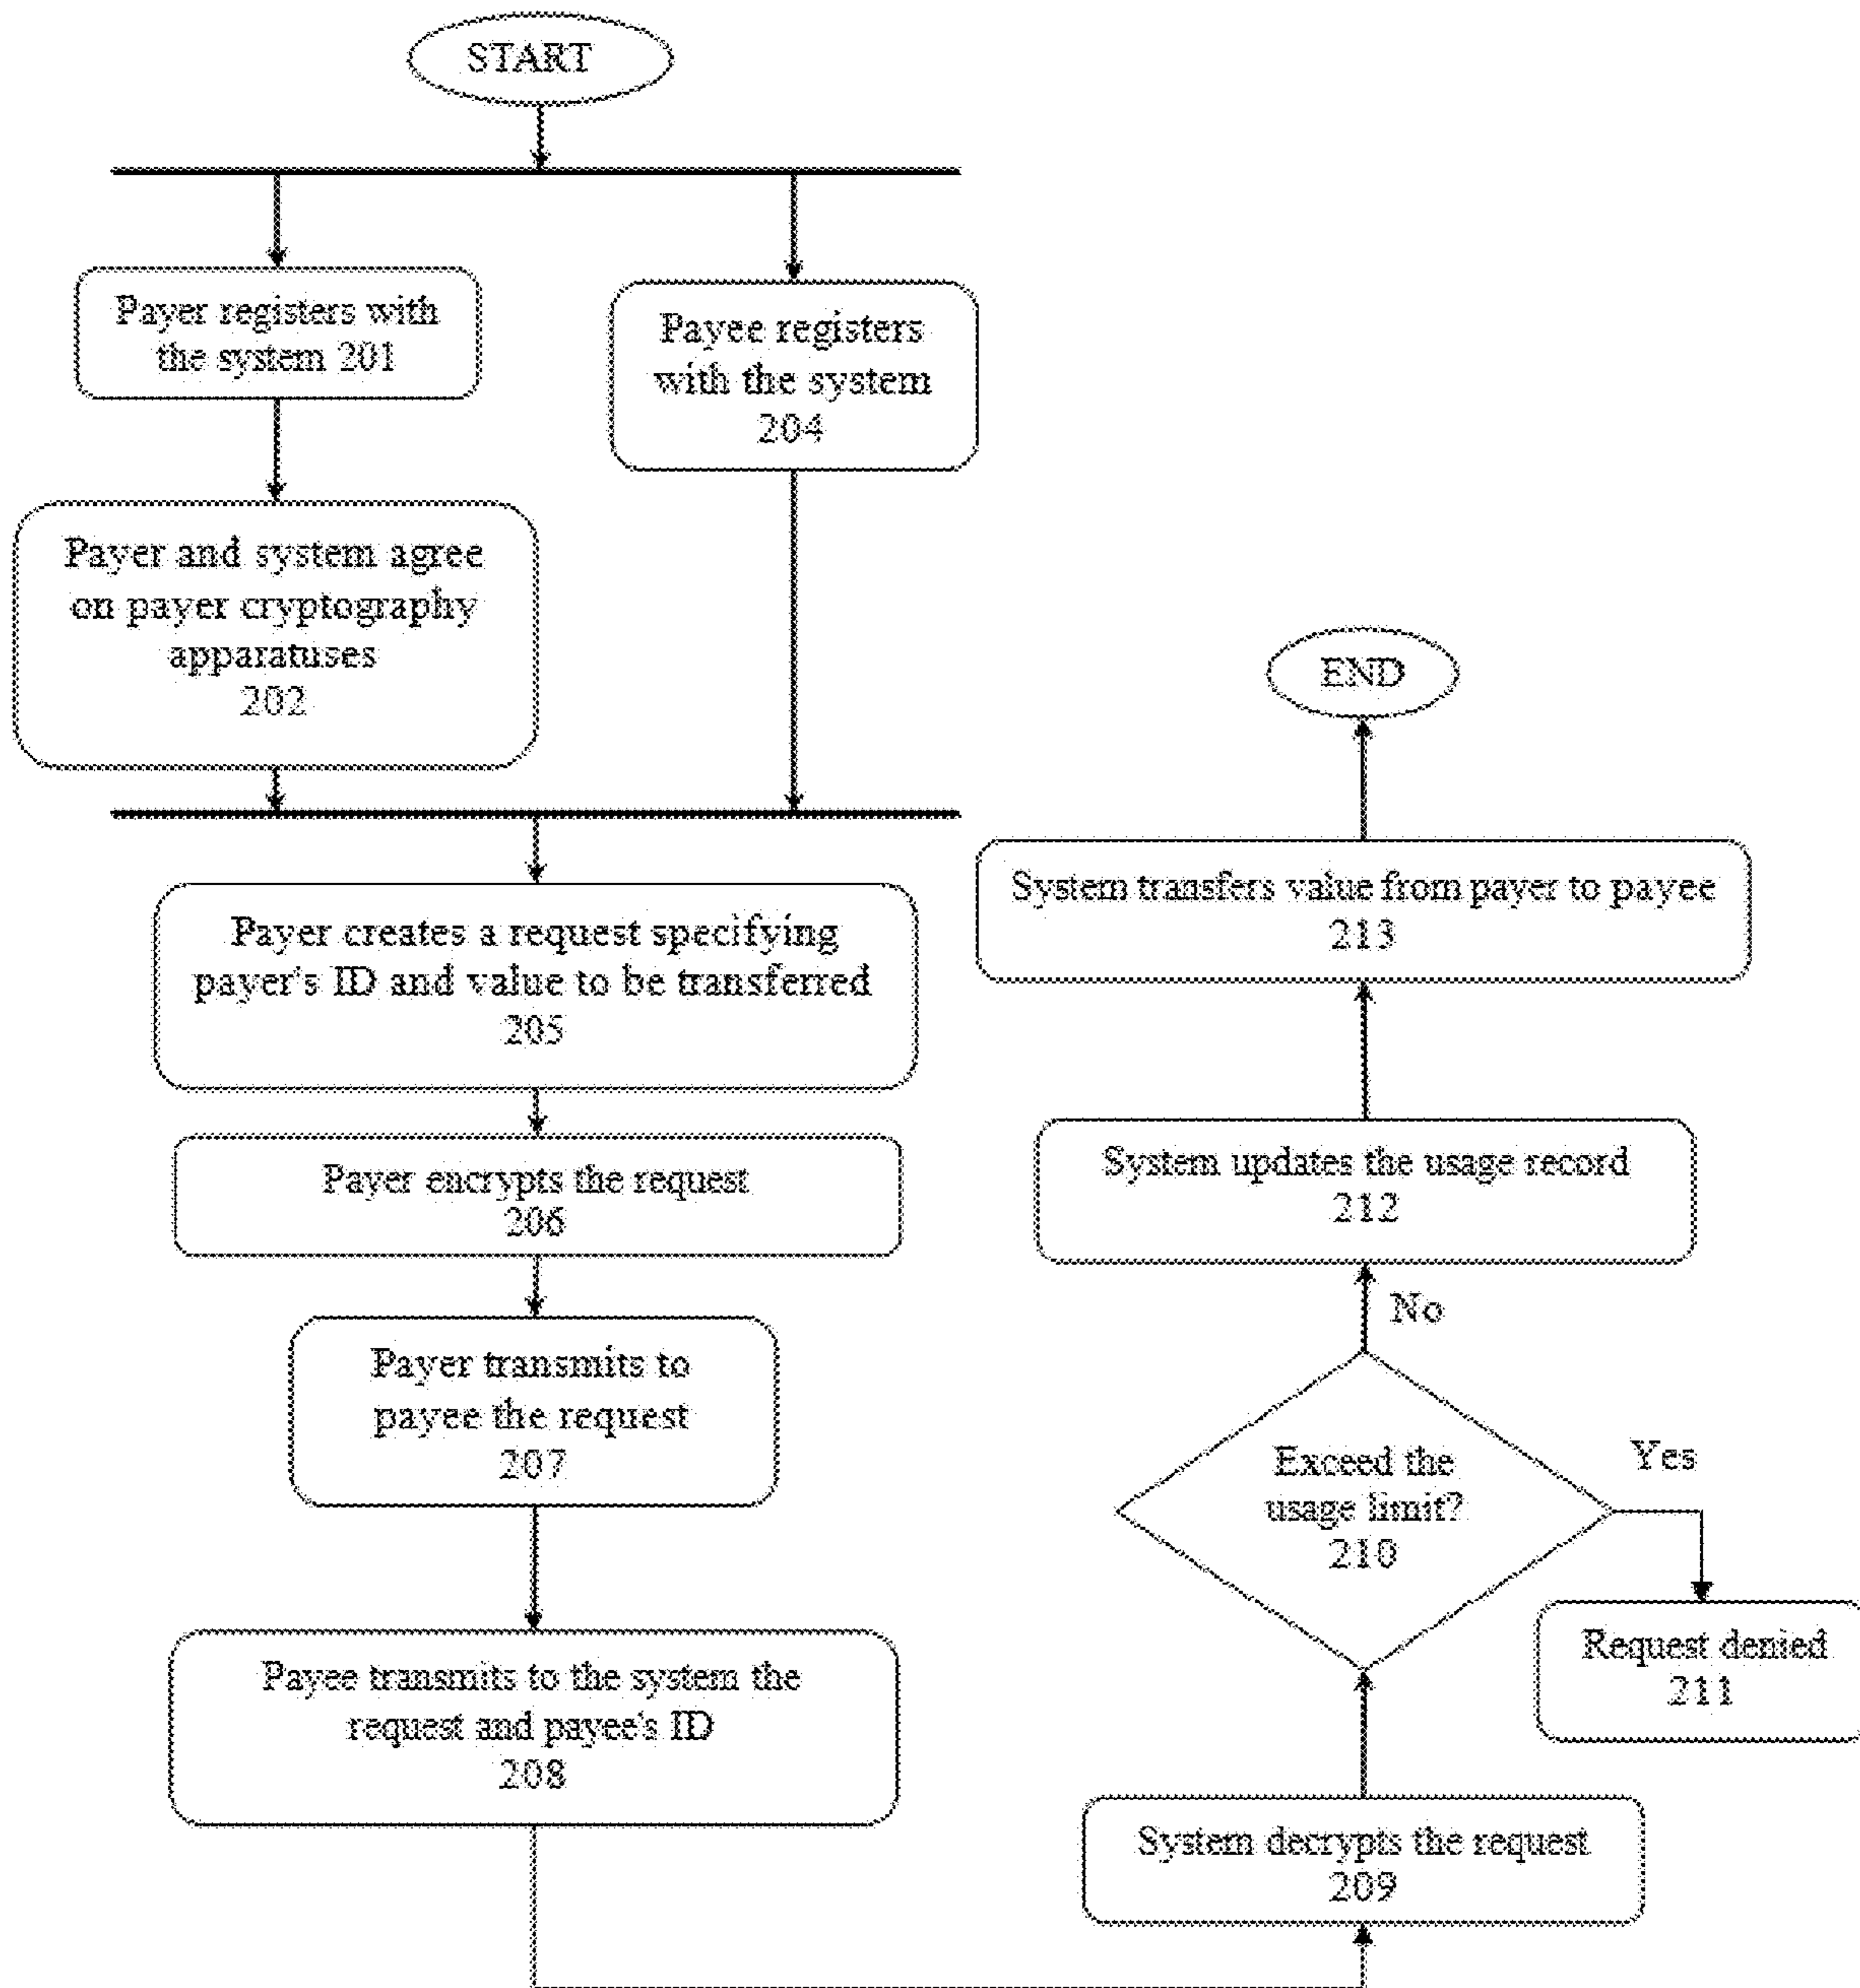 START
Payer registers with
the system 201
Payee registers
with the system
204
Payer and system agree
on payer cryptography
apparatuses
202
Payer creates a request specifying
payer's ID and value to be transferred
205
Payer encrypts the request
206
Payer transmits to
payee the request
207
Payee transmits to the system the
request and payee's ID
208
System decrypts the request
209
Exceed the
usage limit?
210
Yes
Request denied
211
No
System updates the usage record
212
System transfers value from payer to payee
213
END